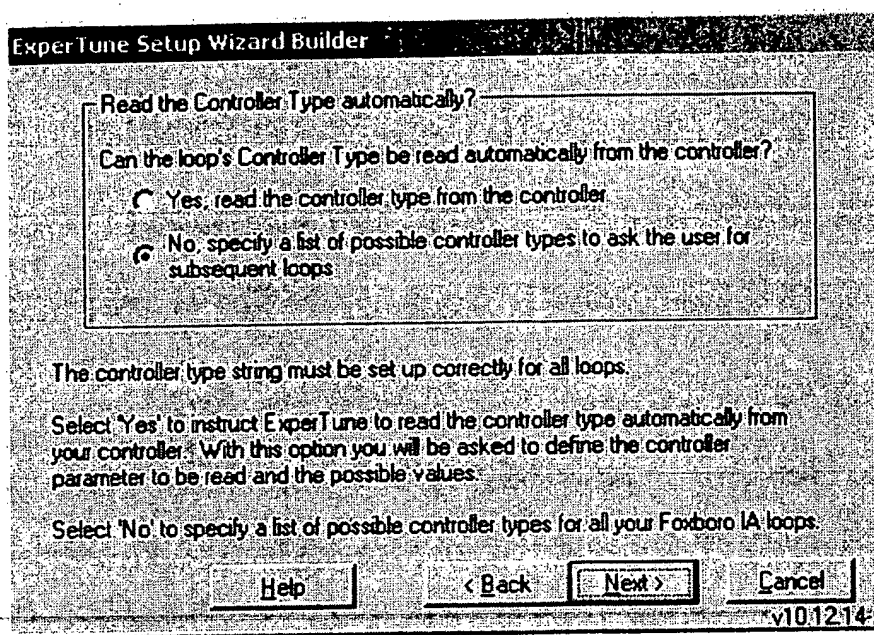 ExperTune Setup Wizard Builder
Read the Controller Type automatically?
Can the loop's Controller Type be read automatically from the controller?
Yes, read the controller type from the controller
No, specify a list of possible controller types to ask the user for
subsequent loops
The controller type string must be set up correctly for all loops.
Select 'Yes' to instruct ExperTune to read the controller type automatically from
your controller. With this option you will be asked to define the controller
parameter to be read and the possible values.
Select 'No' to specify a list of possible controller types for all your Foxboro IA loops.
Help
< Back
Next >
Cancel
v10.12.14